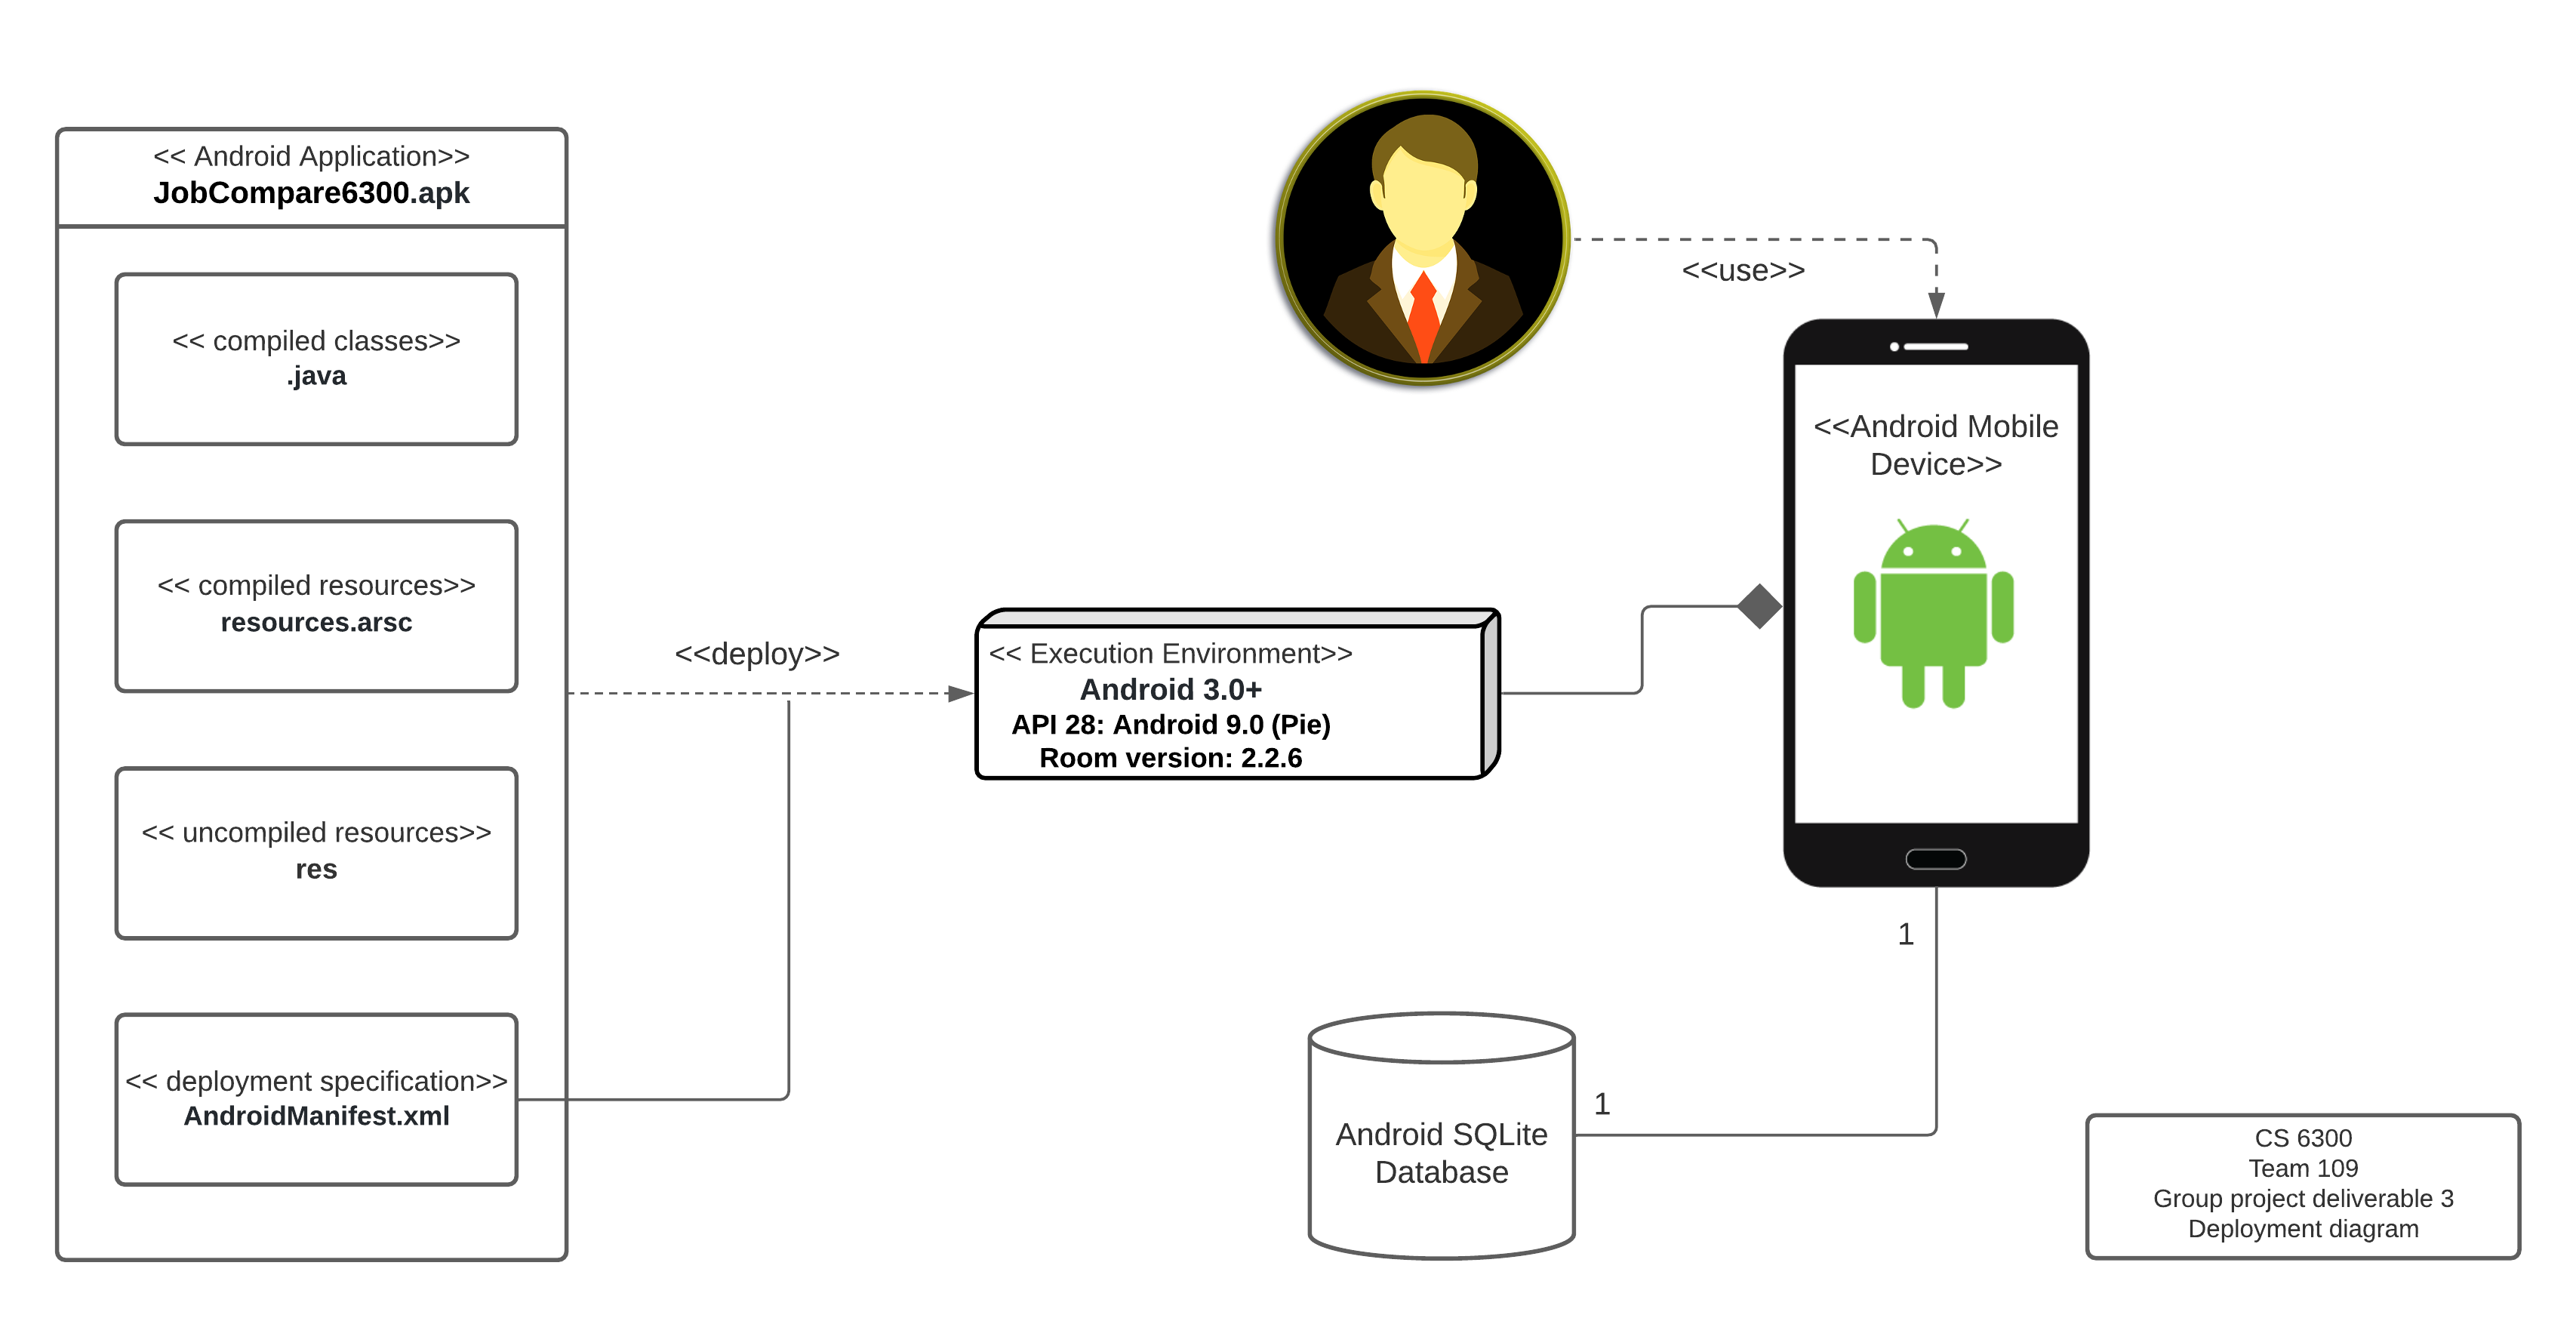 << Android Application>>
JobCompare6300.apk
<< compiled classes>>
.java
<< compiled resources>>
resources.arsc
<< uncompiled resources>>
res
<< deployment specification>>
AndroidManifest.xml
<<deploy>>
<< Execution Environment>>
Android 3.0+
API 28: Android 9.0 (Pie)
Room version: 2.2.6
<<use>>
<<Android Mobile
Device>>
1
1
Android SQLite
Database
CS 6300
Team 109
Group project deliverable 3
Deployment diagram